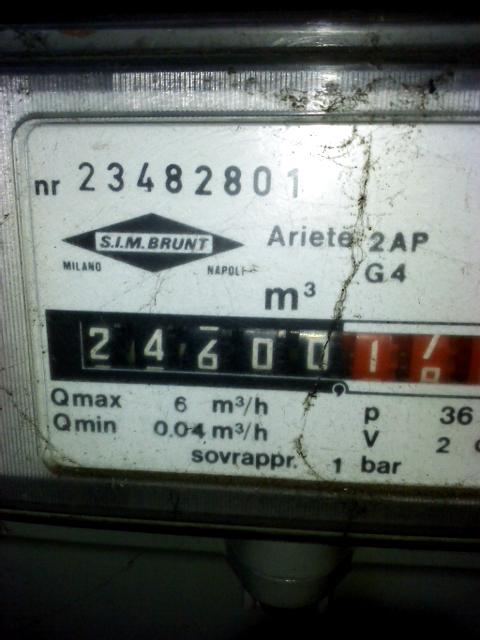 nr 23482801
S.I.M. BRUNT
MILANO NAPOLI
Ariete 2AP
G4
m³
24600 1
Qmax 6 m³/h
Qmin 0.04 m³/h
sovrappr. 1 bar
p 36
V 2